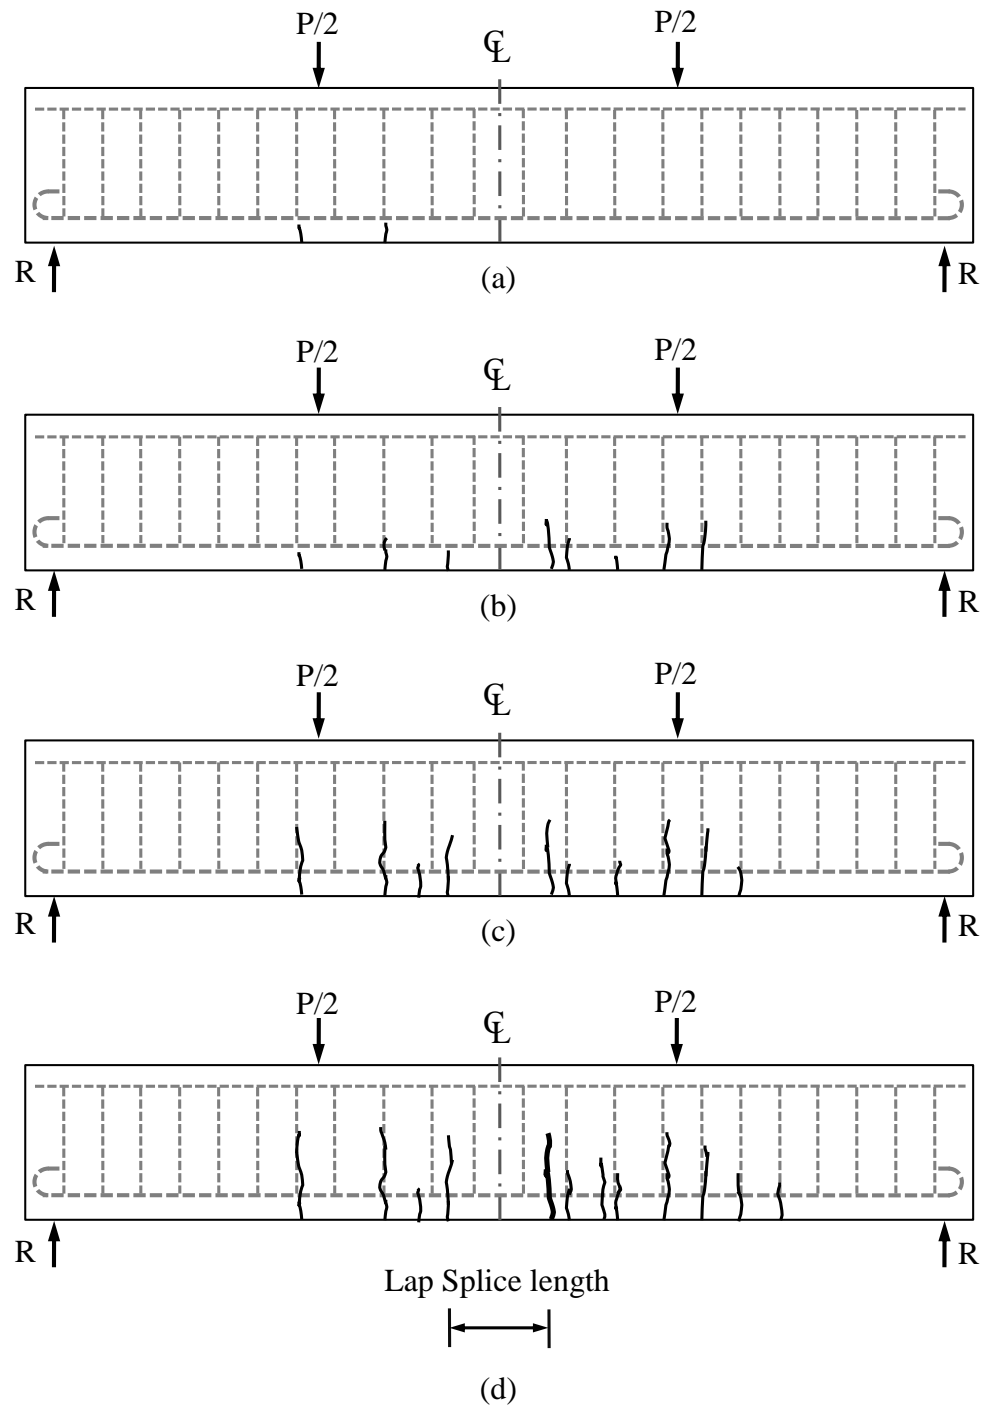 P/2 ℄ P/2
R R
(a)
P/2 ℄ P/2
R R
(b)
P/2 ℄ P/2
R R
(c)
P/2 ℄ P/2
R R
Lap Splice length
(d)